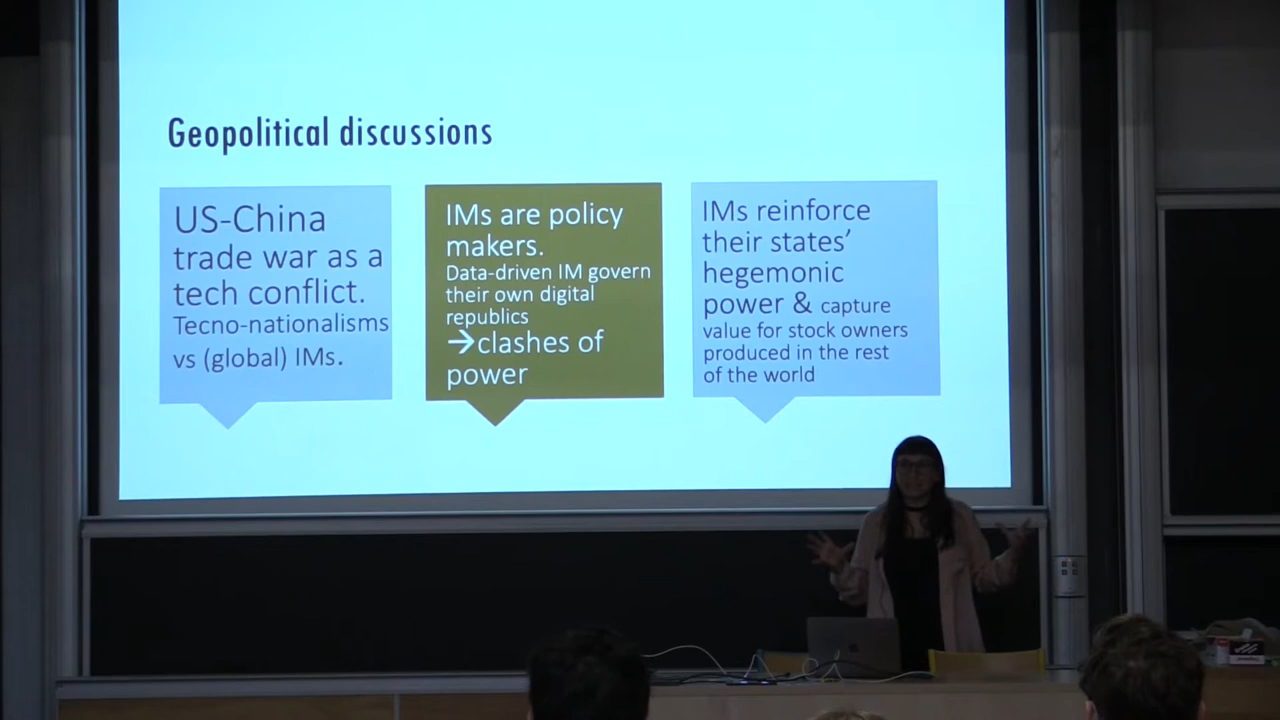 Geopolitical discussions
US-China
trade war as a
tech conflict.
Tecno-nationalisms
vs (global) IMs.
IMs are policy
makers.
Data-driven IM govern
their own digital
republics
→clashes of
power
IMs reinforce
their states’
hegemonic
power & capture
value for stock owners
produced in the rest
of the world